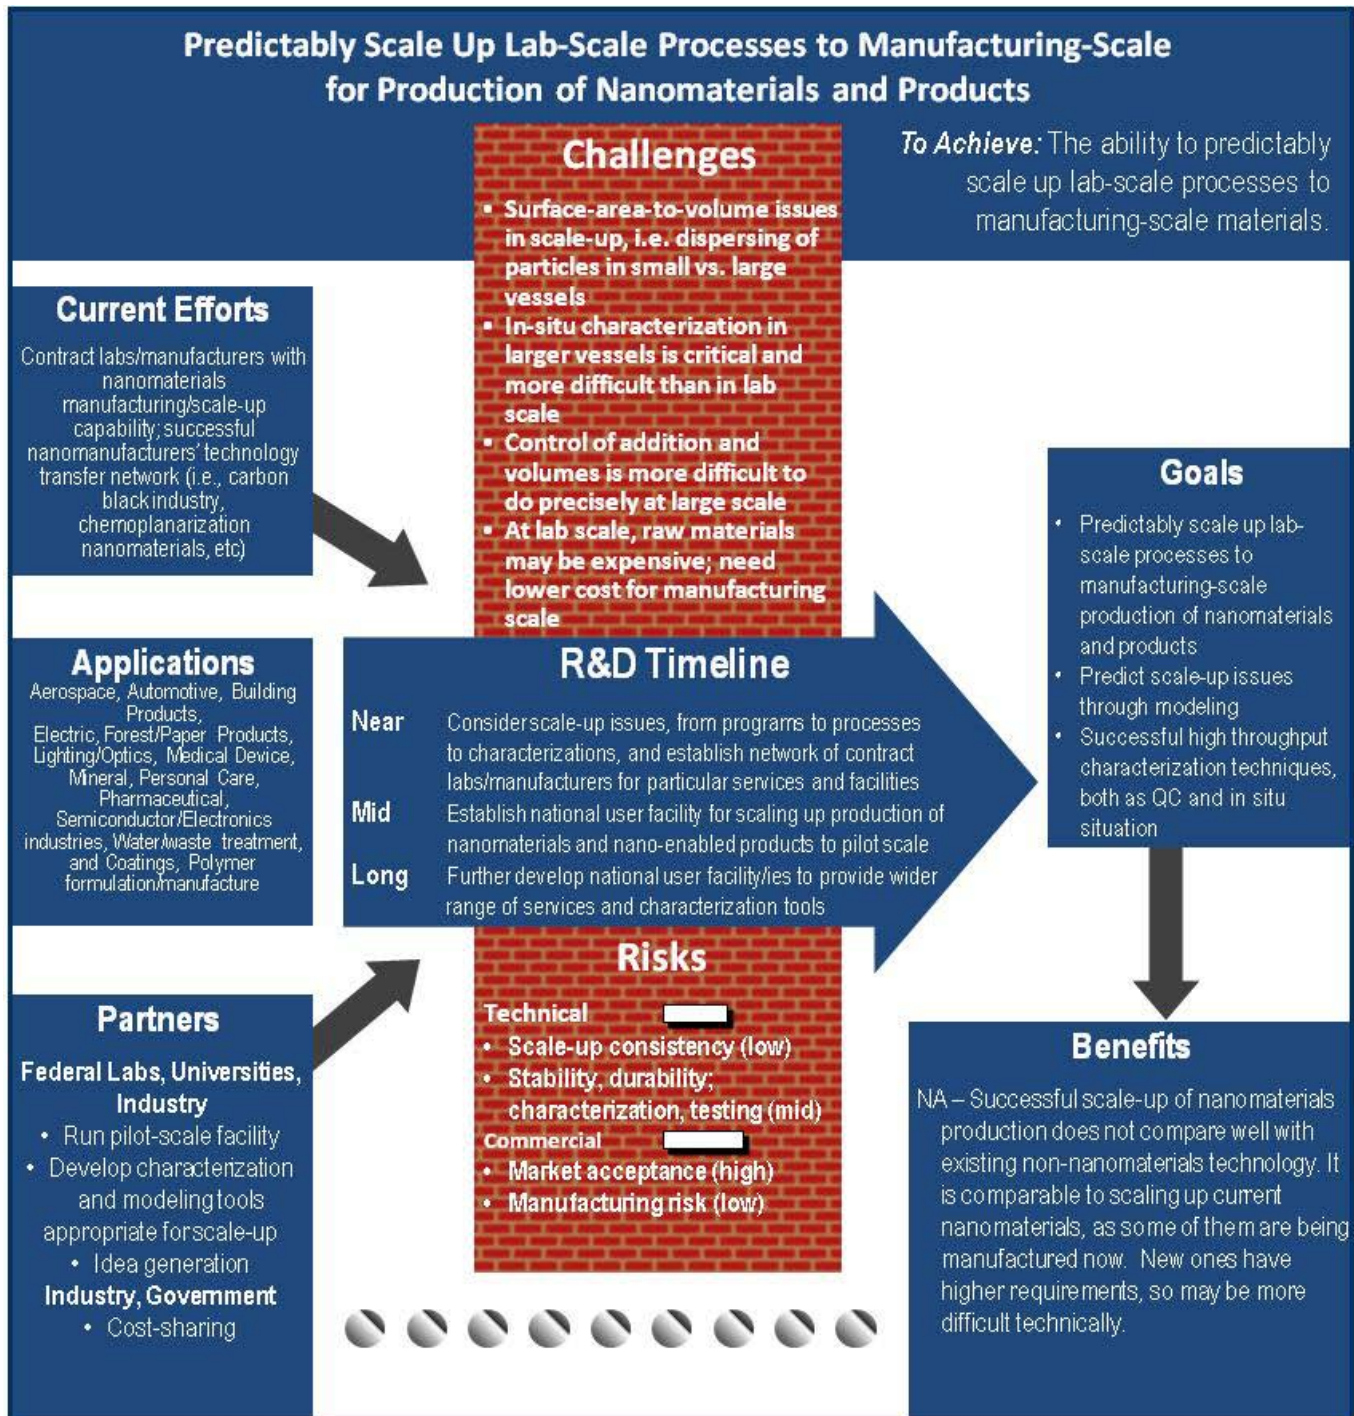 Predictably Scale Up Lab-Scale Processes to Manufacturing-Scale
for Production of Nanomaterials and Products
To Achieve: The ability to predictably
scale up lab-scale processes to
manufacturing-scale materials.
Challenges
• Surface-area-to-volume issues
in scale-up, i.e. dispersing of
particles in small vs. large
vessels
• In-situ characterization in
larger vessels is critical and
more difficult than in lab
scale
• Control of addition and
volumes is more difficult to
do precisely at large scale
• At lab scale, raw materials
may be expensive; need
lower cost for manufacturing
scale
Current Efforts
Contract labs/manufacturers with
nanomaterials
manufacturing/scale-up
capability; successful
nanomanufacturers' technology
transfer network (i.e., carbon
black industry,
chemoplanarization
nanomaterials, etc)
Applications
Aerospace, Automotive, Building
Products,
Electric, Forest/Paper Products,
Lighting/Optics, Medical Device,
Mineral, Personal Care,
Pharmaceutical,
Semiconductor/Electronics
industries, Water/waste treatment,
and Coatings, Polymer
formulation/manufacture
Partners
Federal Labs, Universities,
Industry
• Run pilot-scale facility
• Develop characterization
and modeling tools
appropriate for scale-up
• Idea generation
Industry, Government
• Cost-sharing
R&D Timeline
Near Consider scale-up issues, from programs to processes
to characterizations, and establish network of contract
labs/manufacturers for particular services and facilities
Mid Establish national user facility for scaling up production of
nanomaterials and nano-enabled products to pilot scale
Long Further develop national user facility/ies to provide wider
range of services and characterization tools
Risks
Technical
• Scale-up consistency (low)
• Stability, durability;
characterization, testing (mid)
Commercial
• Market acceptance (high)
• Manufacturing risk (low)
Goals
• Predictably scale up lab-
scale processes to
manufacturing-scale
production of nanomaterials
and products
• Predict scale-up issues
through modeling
• Successful high throughput
characterization techniques,
both as QC and in situ
situation
Benefits
NA – Successful scale-up of nanomaterials
production does not compare well with
existing non-nanomaterials technology. It
is comparable to scaling up current
nanomaterials, as some of them are being
manufactured now. New ones have
higher requirements, so may be more
difficult technically.